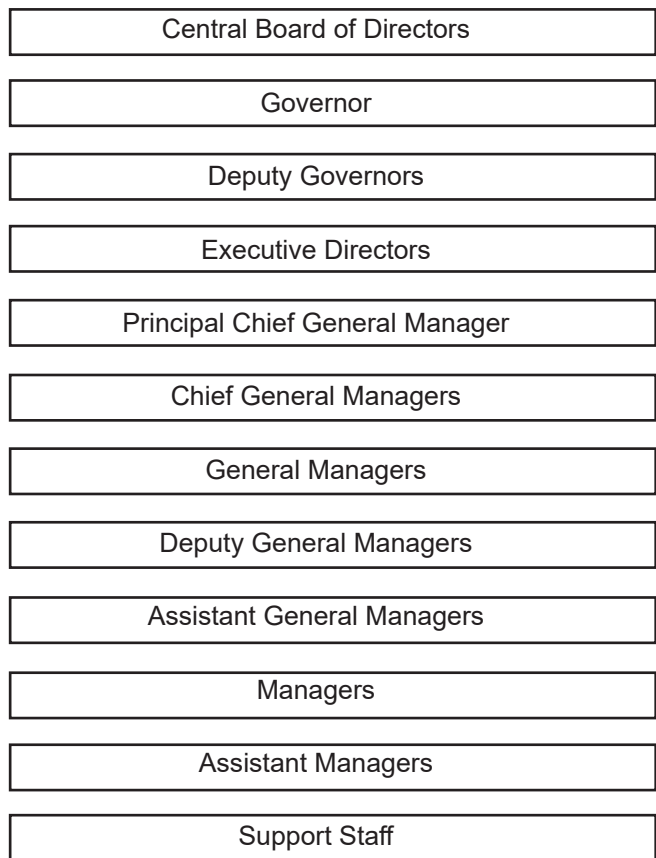 Central Board of Directors
Governor
Deputy Governors
Executive Directors
Principal Chief General Manager
Chief General Managers
General Managers
Deputy General Managers
Assistant General Managers
Managers
Assistant Managers
Support Staff